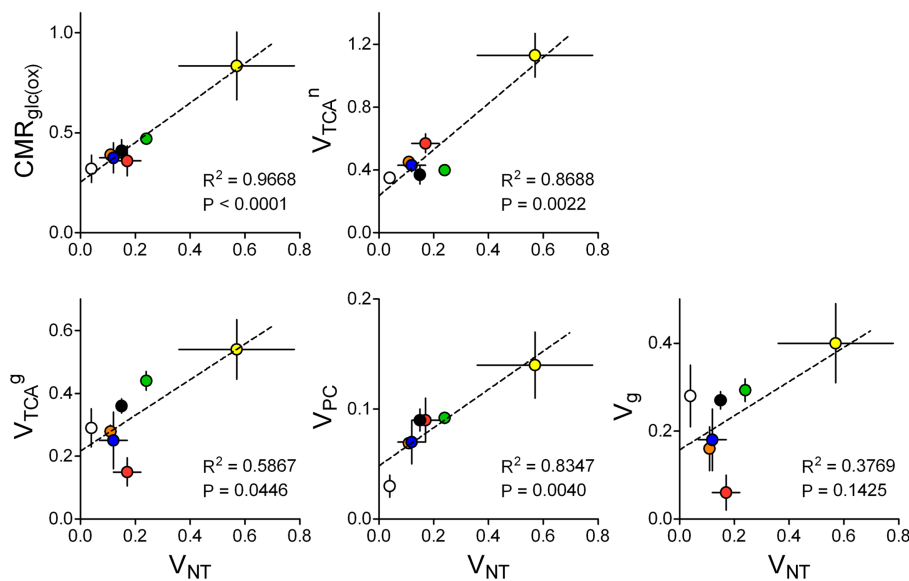 CMRglc(ox)
1.0
0.5
0.0
0.0 0.2 0.4 0.6 0.8
R² = 0.9668
P < 0.0001
VTCAⁿ
1.2
0.8
0.4
0.0
0.0 0.2 0.4 0.6 0.8
R² = 0.8688
P = 0.0022
VTCAg
0.6
0.4
0.2
0.0
0.0 0.2 0.4 0.6 0.8
VNT
R² = 0.5867
P = 0.0446
VPC
0.2
0.1
0.0
0.0 0.2 0.4 0.6 0.8
VNT
R² = 0.8347
P = 0.0040
Vg
0.4
0.2
0.0
0.0 0.2 0.4 0.6 0.8
VNT
R² = 0.3769
P = 0.1425